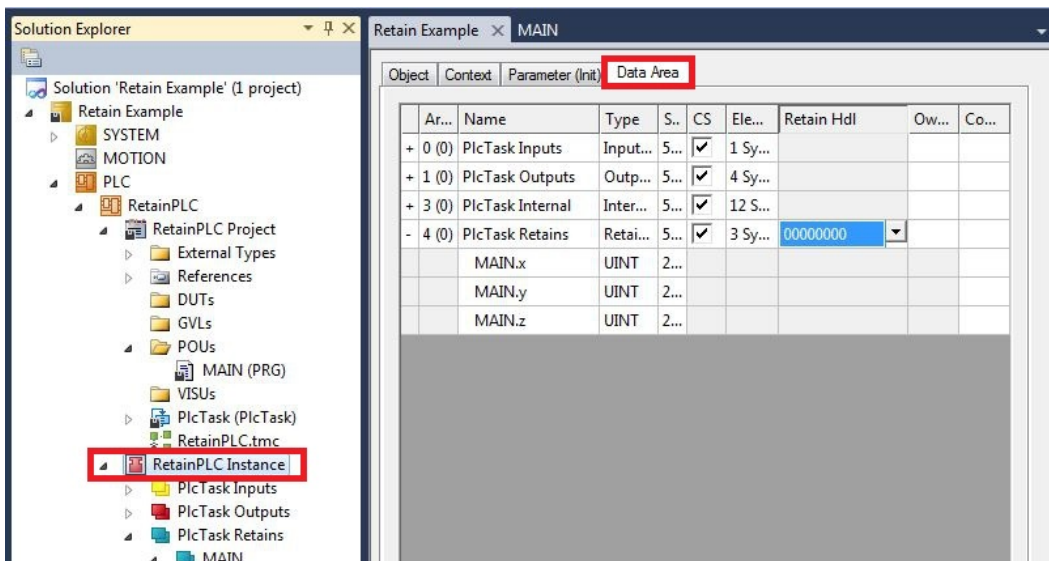 Solution Explorer
Solution 'Retain Example' (1 project)
Retain Example
SYSTEM
MOTION
PLC
RetainPLC
RetainPLC Project
External Types
References
DUTs
GVLs
POUs
MAIN (PRG)
VISUs
PlcTask (PlcTask)
RetainPLC.tmc
RetainPLC Instance
PlcTask Inputs
PlcTask Outputs
PlcTask Retains
MAIN
Retain Example MAIN
Object Context Parameter (Init) Data Area
Ar... Name Type S.. CS Ele... Retain Hdl Ow... Co...
+ 0 (0) PlcTask Inputs Input... 5... 1 Sy...
+ 1 (0) PlcTask Outputs Outp... 5... 4 Sy...
+ 3 (0) PlcTask Internal Inter... 5... 12 S...
- 4 (0) PlcTask Retains Retai... 5... 3 Sy... 00000000
MAIN.x UINT 2...
MAIN.y UINT 2...
MAIN.z UINT 2...